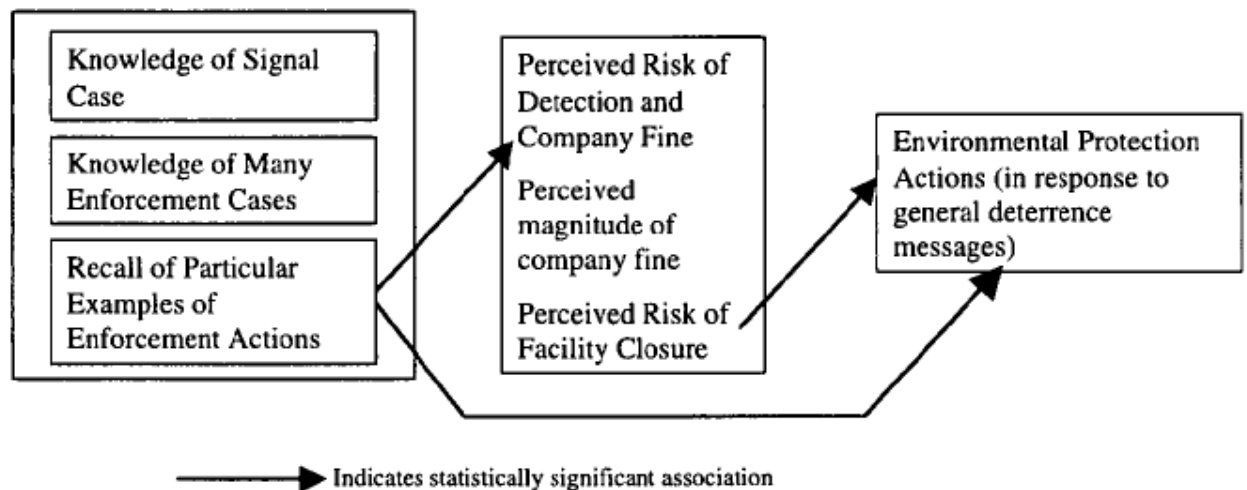 Knowledge of Signal
Case
Knowledge of Many
Enforcement Cases
Recall of Particular
Examples of
Enforcement Actions
Perceived Risk of
Detection and
Company Fine
Perceived
magnitude of
company fine
Perceived Risk of
Facility Closure
Environmental Protection
Actions (in response to
general deterrence
messages)
Indicates statistically significant association